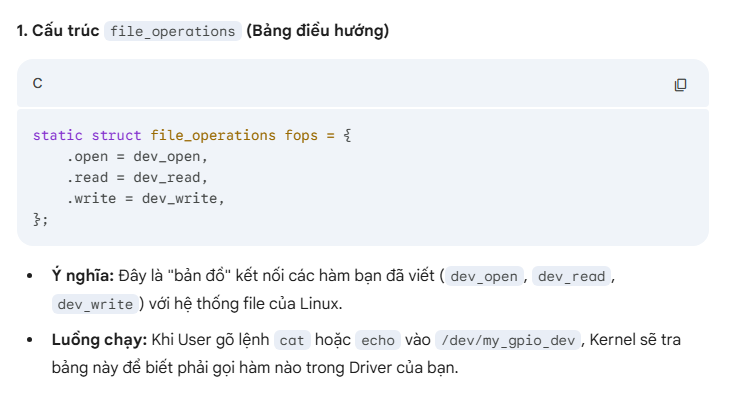 1. Cấu trúc file_operations (Bảng điều hướng)
C
static struct file_operations fops = {
    .open = dev_open,
    .read = dev_read,
    .write = dev_write,
};
• Ý nghĩa: Đây là "bản đồ" kết nối các hàm bạn đã viết (dev_open, dev_read,
dev_write) với hệ thống file của Linux.
• Luồng chạy: Khi User gõ lệnh cat hoặc echo vào /dev/my_gpio_dev, Kernel sẽ tra
bảng này để biết phải gọi hàm nào trong Driver của bạn.